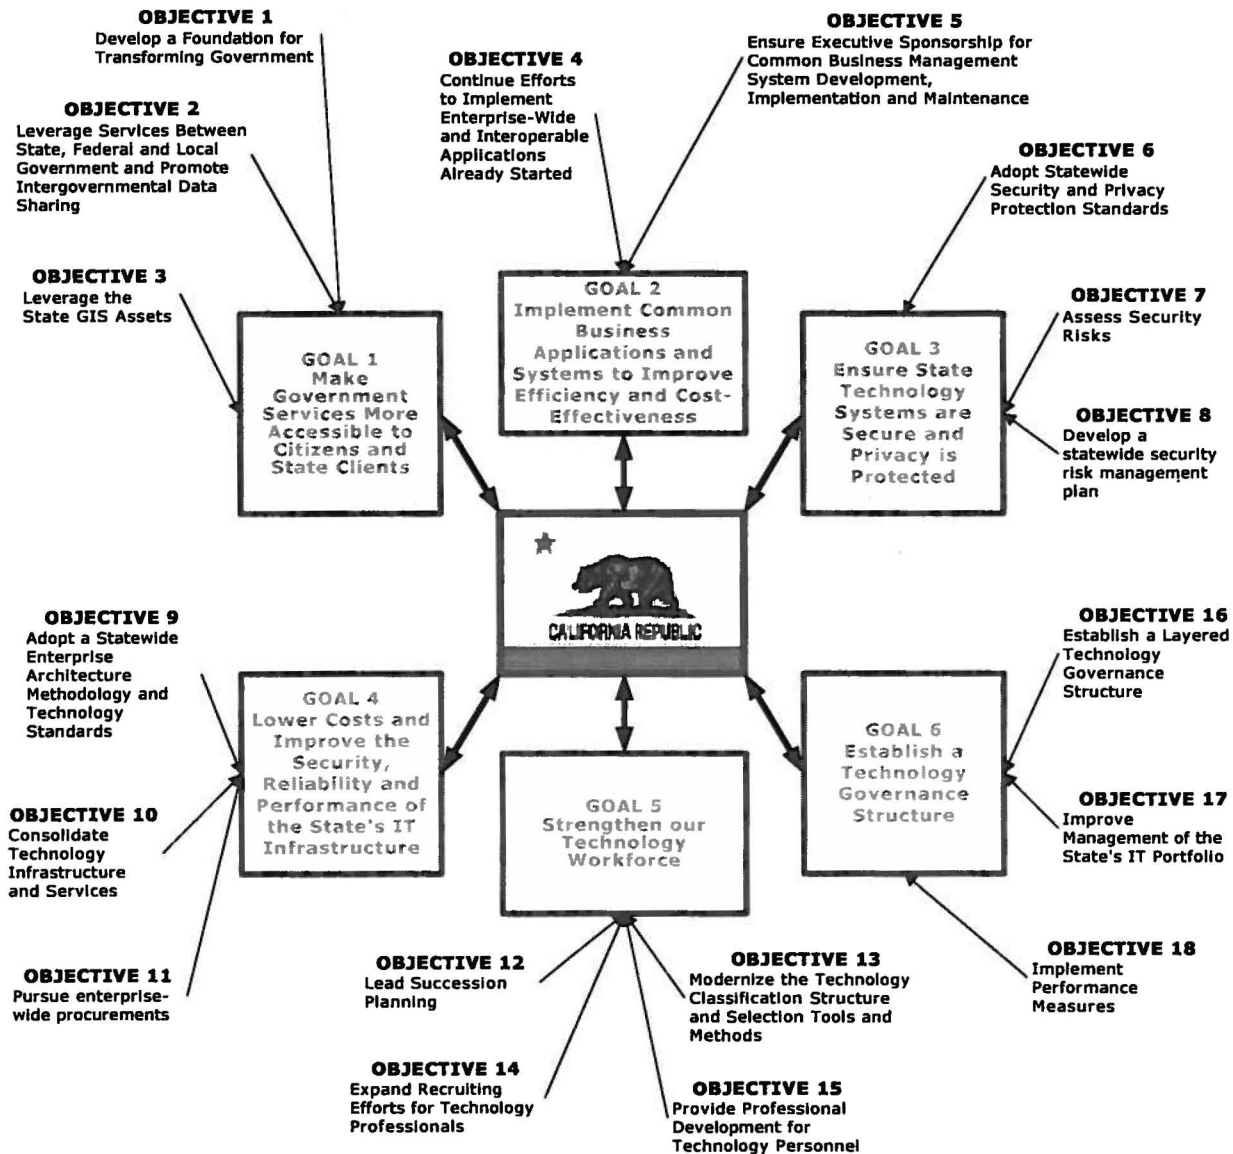 OBJECTIVE 1
Develop a Foundation for
Transforming Government
OBJECTIVE 2
Leverage Services Between
State, Federal and Local
Government and Promote
Intergovernmental Data
Sharing
OBJECTIVE 3
Leverage the
State GIS Assets
OBJECTIVE 4
Continue Efforts
to Implement
Enterprise-Wide
and Interoperable
Applications
Already Started
OBJECTIVE 5
Ensure Executive Sponsorship for
Common Business Management
System Development,
Implementation and Maintenance
OBJECTIVE 6
Adopt Statewide
Security and Privacy
Protection Standards
OBJECTIVE 7
Assess Security
Risks
OBJECTIVE 8
Develop a
statewide security
risk management
plan
GOAL 1
Make
Government
Services More
Accessible to
Citizens and
State Clients
GOAL 2
Implement Common
Business
Applications and
Systems to Improve
Efficiency and Cost-
Effectiveness
GOAL 3
Ensure State
Technology
Systems are
Secure and
Privacy is
Protected
CALIFORNIA REPUBLIC
OBJECTIVE 9
Adopt a Statewide
Enterprise
Architecture
Methodology and
Technology
Standards
OBJECTIVE 10
Consolidate
Technology
Infrastructure
and Services
OBJECTIVE 11
Pursue enterprise-
wide procurements
GOAL 4
Lower Costs and
Improve the
Security,
Reliability and
Performance of
the State's IT
Infrastructure
GOAL 5
Strengthen our
Technology
Workforce
GOAL 6
Establish a
Technology
Governance
Structure
OBJECTIVE 12
Lead Succession
Planning
OBJECTIVE 13
Modernize the Technology
Classification Structure
and Selection Tools and
Methods
OBJECTIVE 14
Expand Recruiting
Efforts for Technology
Professionals
OBJECTIVE 15
Provide Professional
Development for
Technology Personnel
OBJECTIVE 16
Establish a Layered
Technology
Governance
Structure
OBJECTIVE 17
Improve
Management of the
State's IT Portfolio
OBJECTIVE 18
Implement
Performance
Measures